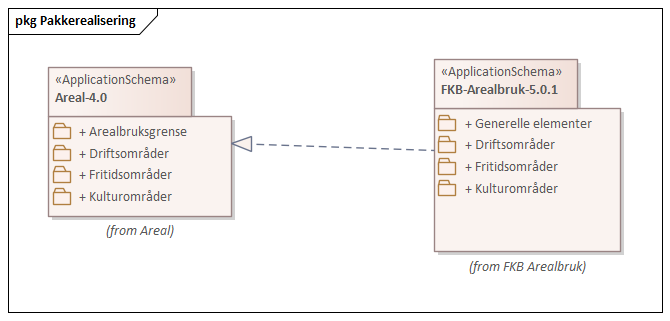 pkg Pakkerealisering
«ApplicationSchema»
Areal-4.0
+ Arealbruksgrense
+ Driftsområder
+ Fritidsområder
+ Kulturområder
(from Areal)
«ApplicationSchema»
FKB-Arealbruk-5.0.1
+ Generelle elementer
+ Driftsområder
+ Fritidsområder
+ Kulturområder
(from FKB Arealbruk)